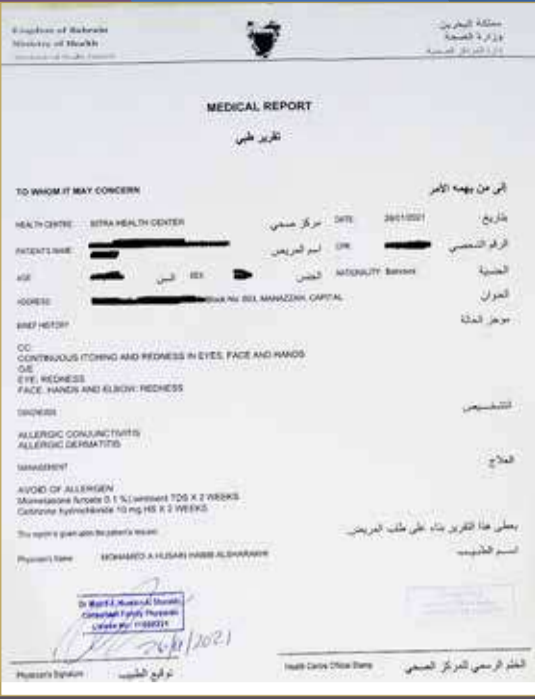 Kingdom of Bahrain
مملكة البحرين
Ministry of Health
وزارة الصحة
إدارة المراكز الصحية
MEDICAL REPORT
تقرير طبي
TO WHOM IT MAY CONCERN
إلى من يهمه الأمر
HEALTH CENTRE SITRA HEALTH CENTER مركز صحي DATE 26/01/2021 بتاريخ
PATIENT'S NAME اسم المريض CPR الرقم الشخصي
AGE السن SEX الجنس NATIONALITY Bahraini الجنسية
ADDRESS MANAZZAH, CAPITAL العنوان
BRIEF HISTORY موجز الحالة
CC:
CONTINUOUS ITCHING AND REDNESS IN EYES, FACE AND HANDS
O/E
EYE: REDNESS
FACE, HANDS AND ELBOW: REDNESS
DIAGNOSIS التشخيص
ALLERGIC CONJUNCTIVITIS
ALLERGIC DERMATITIS
MANAGEMENT العلاج
AVOID OF ALLERGEN
Mometasone furoate 0.1 % ointment TDS X 2 WEEKS
Cetirizine hydrochloride 10 mg HS X 2 WEEKS
This report is given upon the patient's request يعطى هذا التقرير بناء على طلب المريض
Physician's Name MOHAMED A HUSAIN HABIB اسم الطبيب
Consultant Family Physician
2021
Physician's Signature توقيع الطبيب Health Centre Official Stamp الختم الرسمي للمركز الصحي